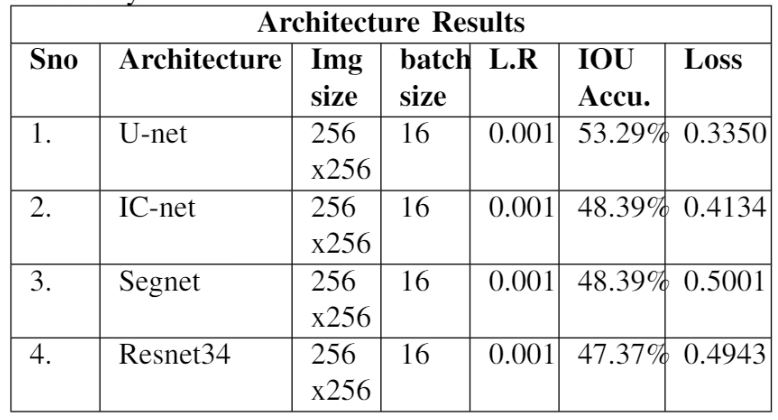 Architecture Results
Sno Architecture Img size batch size L.R IOU Accu. Loss
1. U-net 256 x256 16 0.001 53.29% 0.3350
2. IC-net 256 x256 16 0.001 48.39% 0.4134
3. Segnet 256 x256 16 0.001 48.39% 0.5001
4. Resnet34 256 x256 16 0.001 47.37% 0.4943